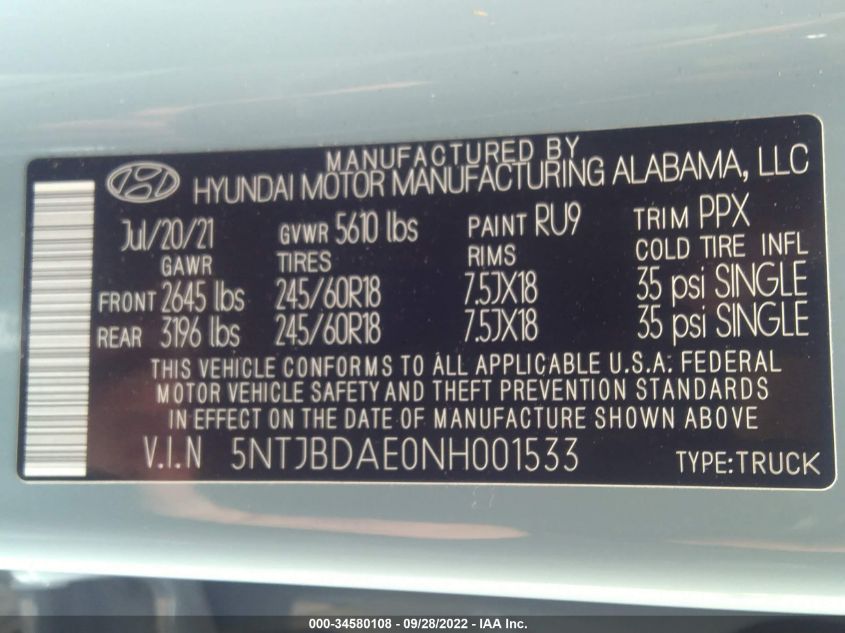 MANUFACTURED BY
HYUNDAI MOTOR MANUFACTURING ALABAMA, LLC
Jul/20/21 GVWR 5610 lbs PAINT RU9 TRIM PPX
GAWR TIRES RIMS COLD TIRE INFL
FRONT 2645 lbs 245/60R18 7.5JX18 35 psi SINGLE
REAR 3196 lbs 245/60R18 7.5JX18 35 psi SINGLE
THIS VEHICLE CONFORMS TO ALL APPLICABLE U.S.A: FEDERAL
MOTOR VEHICLE SAFETY AND THEFT PREVENTION STANDARDS
IN EFFECT ON THE DATE OF MANUFACTURE SHOWN ABOVE
V.I.N 5NTJBDAE0NH001533 TYPE:TRUCK
000-34580108 - 09/28/2022 - IAA Inc.